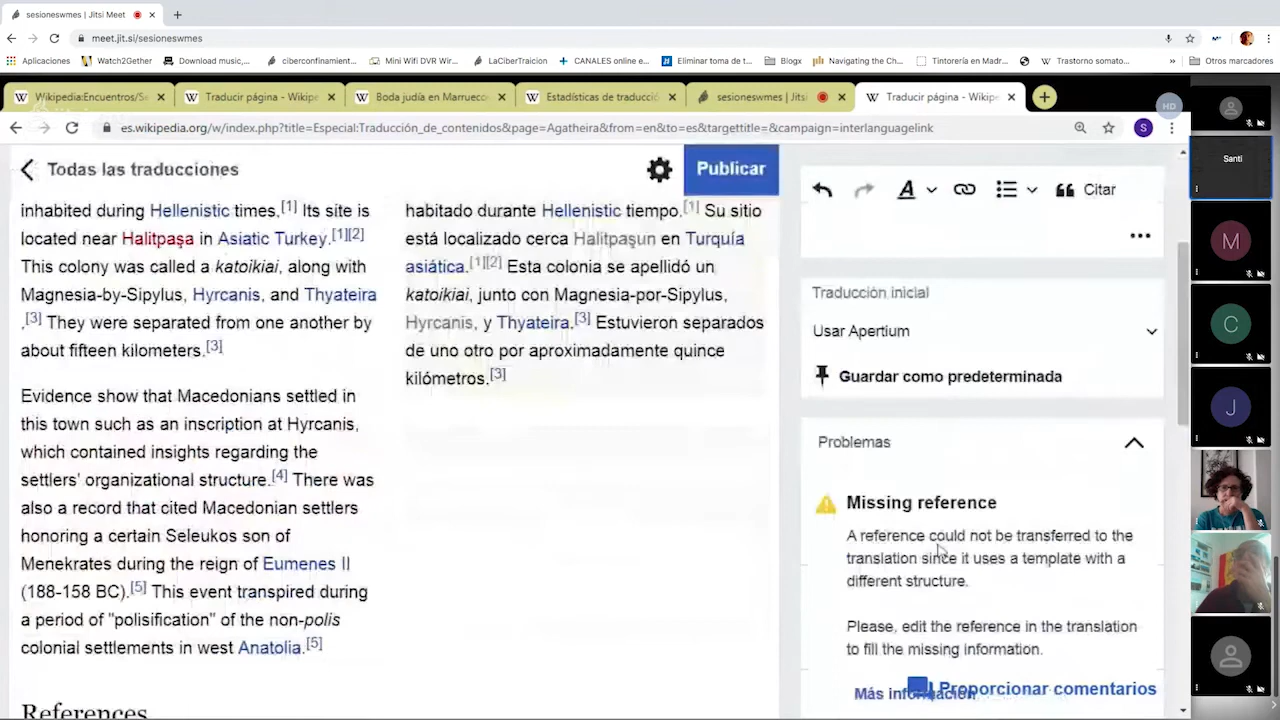 sesioneswmes | Jitsi Meet
meet.jit.si/sesioneswmes
Aplicaciones
Watch2Gether
Download music,...
ciberconfinamient...
Mini Wifi DVR Wir...
LaCiberTraicion
CANALES online e...
Eliminar toma de t...
Blogx
Navigating the Ch...
Tintorería en Madr...
Trastorno somato...
»
Otros marcadores
Wikipedia:Encuentros/Se
Traducir página - Wikipe
Boda judía en Marruec
Estadísticas de traducci
sesioneswmes | Jits
Traducir página - Wikipe
HD
es.wikipedia.org/w/index.php?title=Especial:Traducción_de_contenidos&page=Agatheira&from=en&to=es&targettitle=&campaign=interlanguagelink
S
Todas las traducciones
Publicar
inhabited during Hellenistic times.[1] Its site is
located near Halitpaşa in Asiatic Turkey.[1][2]
This colony was called a katoikiai, along with
Magnesia-by-Sipylus, Hyrcanis, and Thyateira
,[3] They were separated from one another by
about fifteen kilometers.[3]
Evidence show that Macedonians settled in
this town such as an inscription at Hyrcanis,
which contained insights regarding the
settlers' organizational structure.[4] There was
also a record that cited Macedonian settlers
honoring a certain Seleukos son of
Menekrates during the reign of Eumenes II
(188-158 BC).[5] This event transpired during
a period of "polisification" of the non-polis
colonial settlements in west Anatolia.[5]
References
habitado durante Hellenistic tiempo.[1] Su sitio
está localizado cerca Halitpaşun en Turquía
asiática.[1][2] Esta colonia se apellidó un
katoikiai, junto con Magnesia-por-Sipylus,
Hyrcanis, y Thyateira.[3] Estuvieron separados
de uno otro por aproximadamente quince
kilómetros.[3]
A
Citar
Traducción inicial
Usar Apertium
Guardar como predeterminada
Problemas
Missing reference
A reference could not be transferred to the
translation since it uses a template with a
different structure.
Please, edit the reference in the translation
to fill the missing information.
Más información
Proporcionar comentarios
Santi
M
C
J